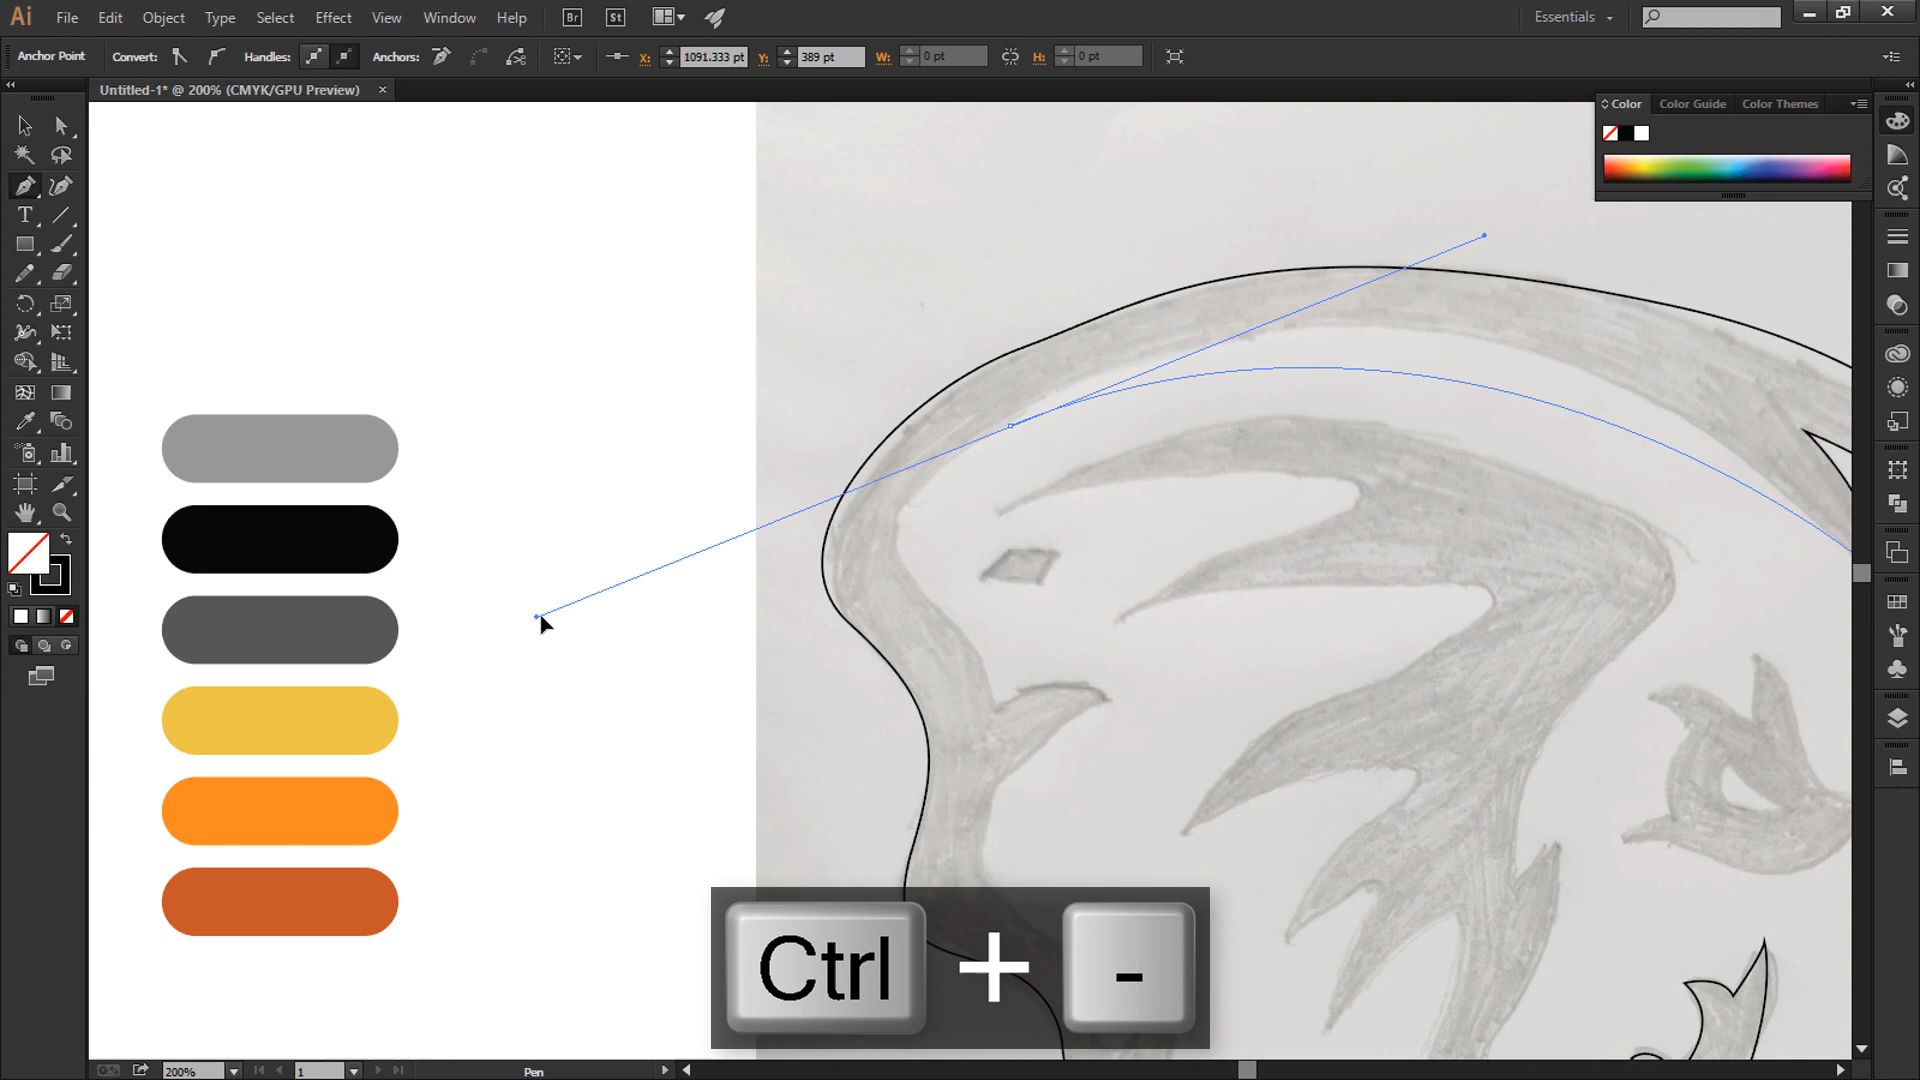 Ai File Edit Object Type Select Effect View Window Help Br St Essentials
Anchor Point Convert: Handles: Anchors: X: 1091.333 pt Y: 389 pt W: 0 pt H: 0 pt
Untitled-1* @ 200% (CMYK/GPU Preview) ×
Color Color Guide Color Themes
T
Ctrl + -
200% 1 Pen